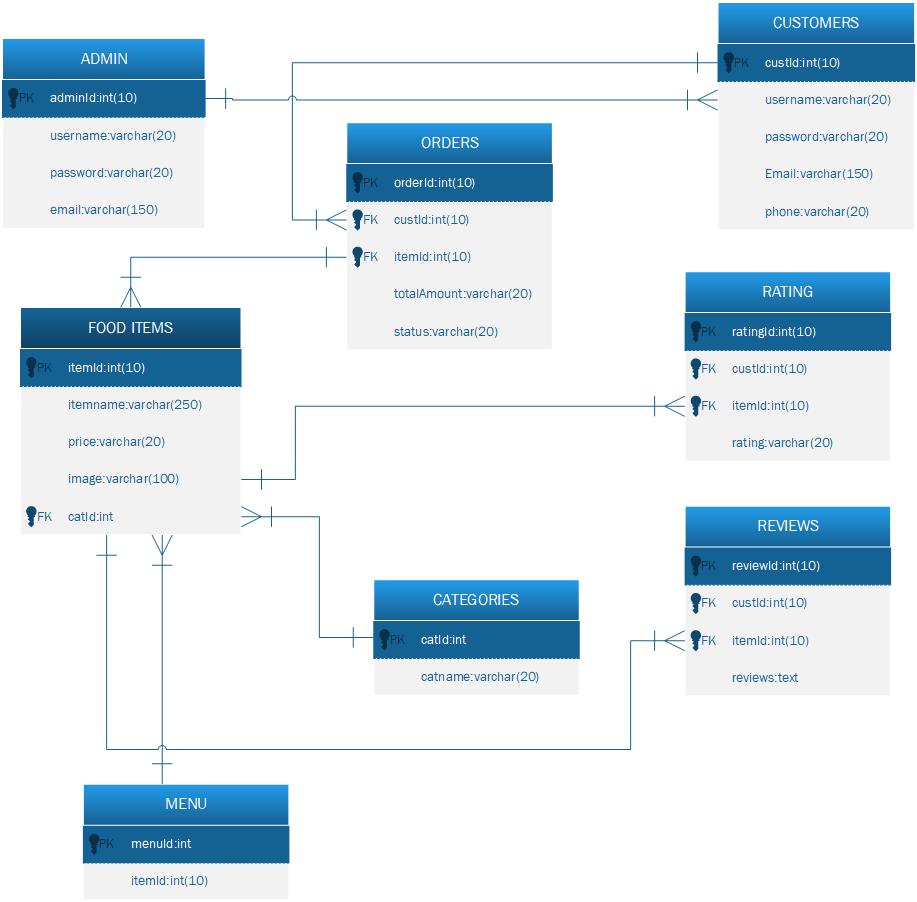 CUSTOMERS
PK custId:int(10)
username:varchar(20)
password:varchar(20)
Email:varchar(150)
phone:varchar(20)
ADMIN
PK adminId:int(10)
username:varchar(20)
password:varchar(20)
email:varchar(150)
ORDERS
PK orderId:int(10)
FK custId:int(10)
FK itemId:int(10)
totalAmount:varchar(20)
status:varchar(20)
RATING
PK ratingId:int(10)
FK custId:int(10)
FK itemId:int(10)
rating:varchar(20)
FOOD ITEMS
PK itemId:int(10)
itemname:varchar(250)
price:varchar(20)
image:varchar(100)
FK catId:int
REVIEWS
PK reviewId:int(10)
FK custId:int(10)
FK itemId:int(10)
reviews:text
CATEGORIES
PK catId:int
catname:varchar(20)
MENU
PK menuId:int
itemId:int(10)